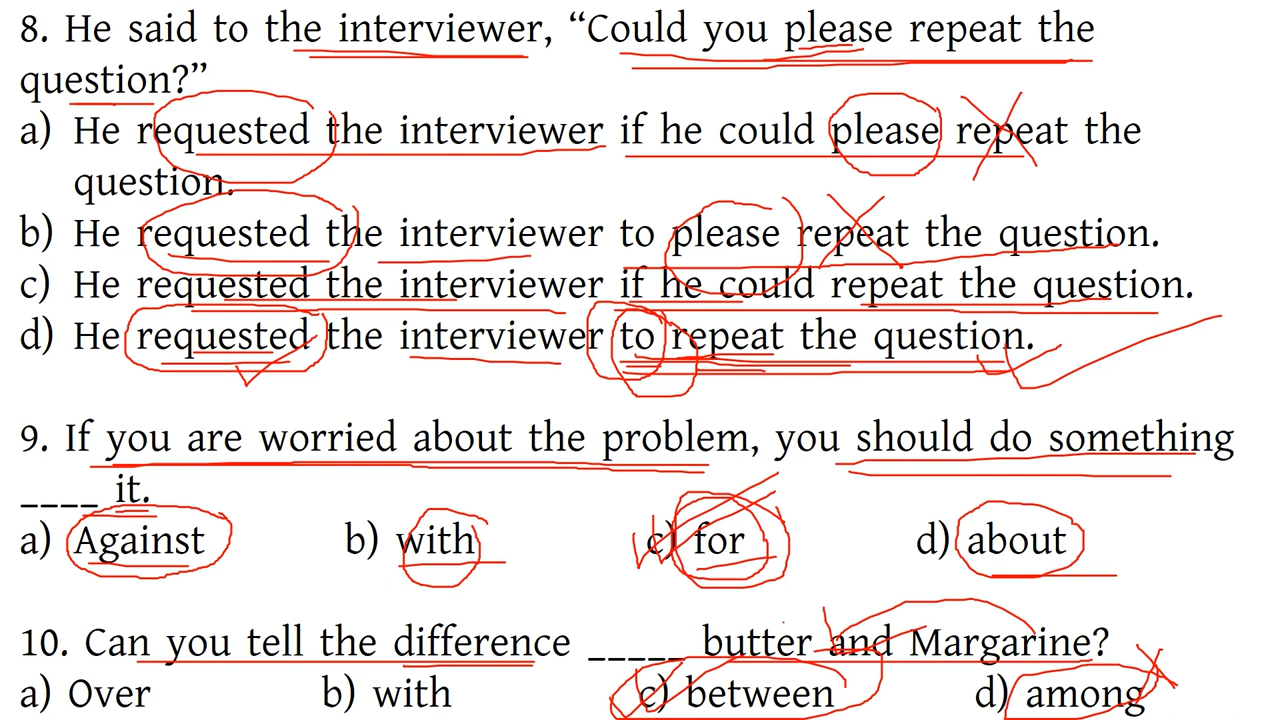 8. He said to the interviewer, “Could you please repeat the
question?”
a) He requested the interviewer if he could please repeat the
question.
b) He requested the interviewer to please repeat the question.
c) He requested the interviewer if he could repeat the question.
d) He requested the interviewer to repeat the question.
9. If you are worried about the problem, you should do something
____ it.
a) Against b) with c) for d) about
10. Can you tell the difference _____ butter and Margarine?
a) Over b) with c) between d) among